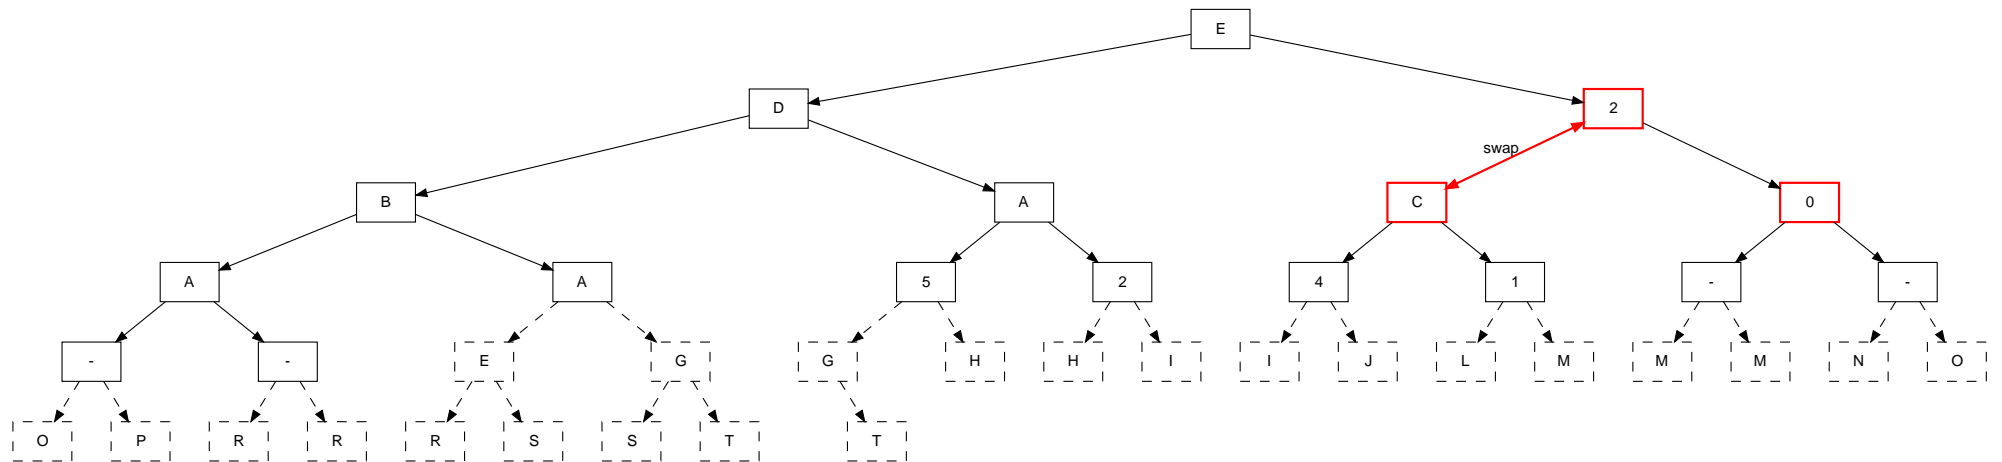 E
D 2
swap
B A C 0
A A 5 2 4 1 - -
- - E G G H H I I J L M M M N O
O P R R R S S T T